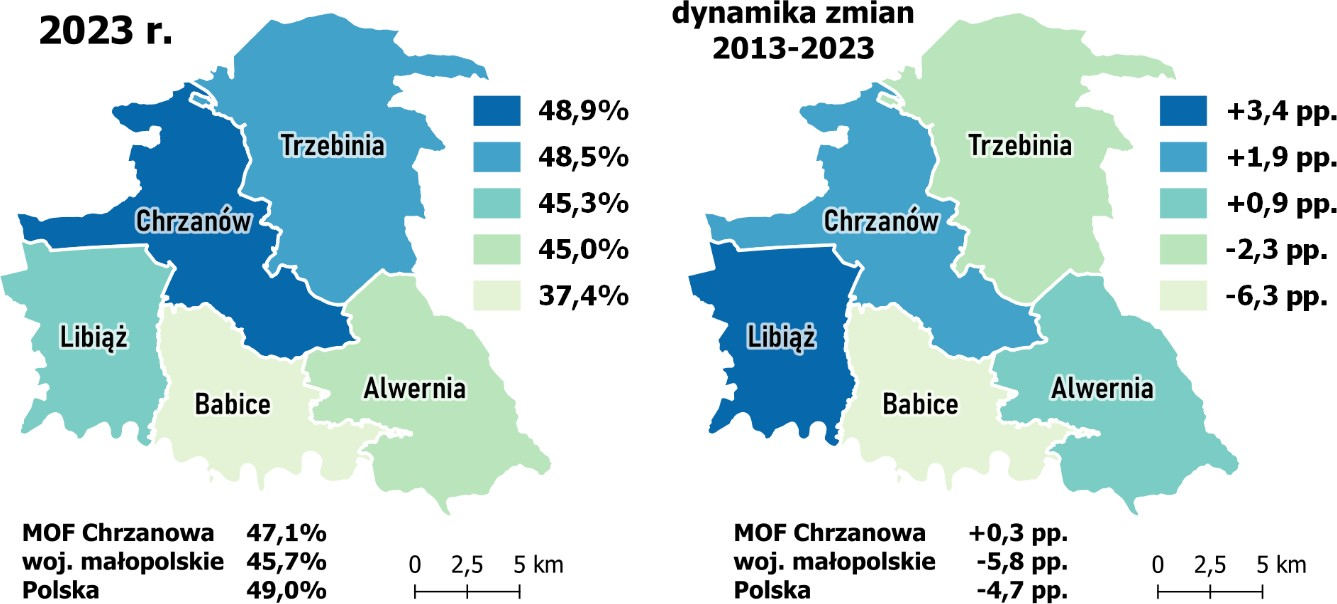 2023 r.
48,9%
48,5%
45,3%
45,0%
37,4%
Trzebinia
Chrzanów
Libiąż
Babice
Alwernia
MOF Chrzanowa 47,1%
woj. małopolskie 45,7%
Polska 49,0%
0 2,5 5 km
dynamika zmian
2013-2023
+3,4 pp.
+1,9 pp.
+0,9 pp.
-2,3 pp.
-6,3 pp.
Trzebinia
Chrzanów
Libiąż
Babice
Alwernia
MOF Chrzanowa +0,3 pp.
woj. małopolskie -5,8 pp.
Polska -4,7 pp.
0 2,5 5 km